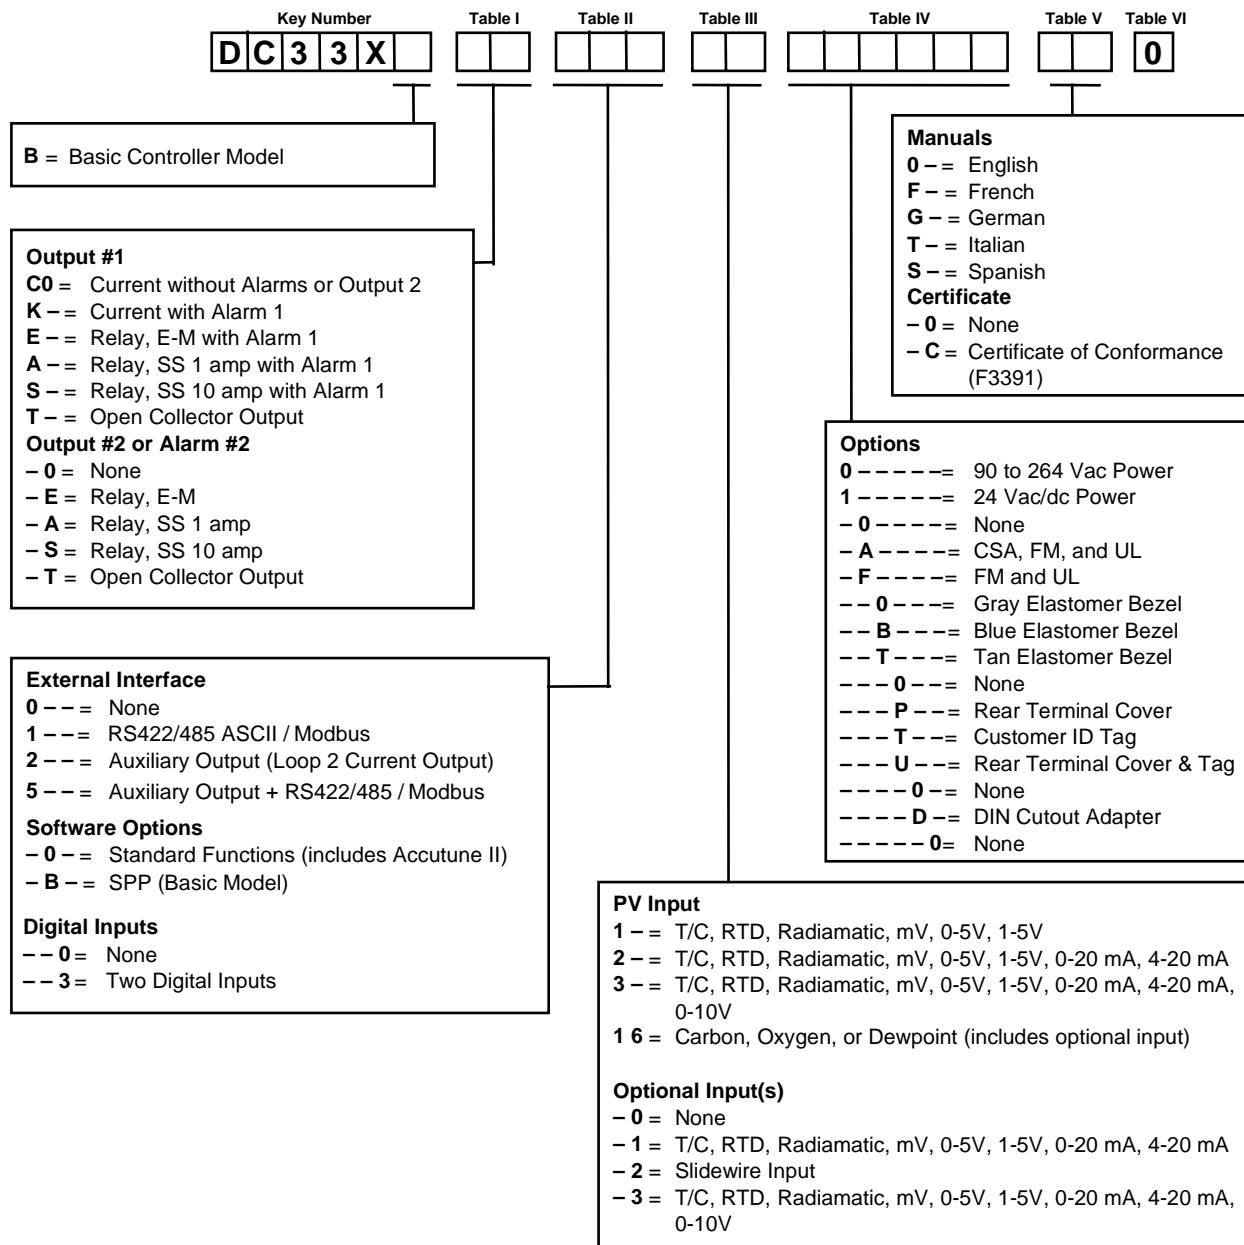 Key Number Table I Table II Table III Table IV Table V Table VI
D C 3 3 X 0
B = Basic Controller Model
Output #1
C0 = Current without Alarms or Output 2
K – = Current with Alarm 1
E – = Relay, E-M with Alarm 1
A – = Relay, SS 1 amp with Alarm 1
S – = Relay, SS 10 amp with Alarm 1
T – = Open Collector Output
Output #2 or Alarm #2
– 0 = None
– E = Relay, E-M
– A = Relay, SS 1 amp
– S = Relay, SS 10 amp
– T = Open Collector Output
External Interface
0 – – = None
1 – – = RS422/485 ASCII / Modbus
2 – – = Auxiliary Output (Loop 2 Current Output)
5 – – = Auxiliary Output + RS422/485 / Modbus
Software Options
– 0 – = Standard Functions (includes Accutune II)
– B – = SPP (Basic Model)
Digital Inputs
– – 0 = None
– – 3 = Two Digital Inputs
Manuals
0 – = English
F – = French
G – = German
T – = Italian
S – = Spanish
Certificate
– 0 = None
– C = Certificate of Conformance
(F3391)
Options
0 – – – – – = 90 to 264 Vac Power
1 – – – – – = 24 Vac/dc Power
– 0 – – – – = None
– A – – – – = CSA, FM, and UL
– F – – – – = FM and UL
– – 0 – – – = Gray Elastomer Bezel
– – B – – – = Blue Elastomer Bezel
– – T – – – = Tan Elastomer Bezel
– – – 0 – – = None
– – – P – – = Rear Terminal Cover
– – – T – – = Customer ID Tag
– – – U – – = Rear Terminal Cover & Tag
– – – – 0 – = None
– – – – D – = DIN Cutout Adapter
– – – – – 0 = None
PV Input
1 – = T/C, RTD, Radiamatic, mV, 0-5V, 1-5V
2 – = T/C, RTD, Radiamatic, mV, 0-5V, 1-5V, 0-20 mA, 4-20 mA
3 – = T/C, RTD, Radiamatic, mV, 0-5V, 1-5V, 0-20 mA, 4-20 mA,
0-10V
1 6 = Carbon, Oxygen, or Dewpoint (includes optional input)
Optional Input(s)
– 0 = None
– 1 = T/C, RTD, Radiamatic, mV, 0-5V, 1-5V, 0-20 mA, 4-20 mA
– 2 = Slidewire Input
– 3 = T/C, RTD, Radiamatic, mV, 0-5V, 1-5V, 0-20 mA, 4-20 mA,
0-10V